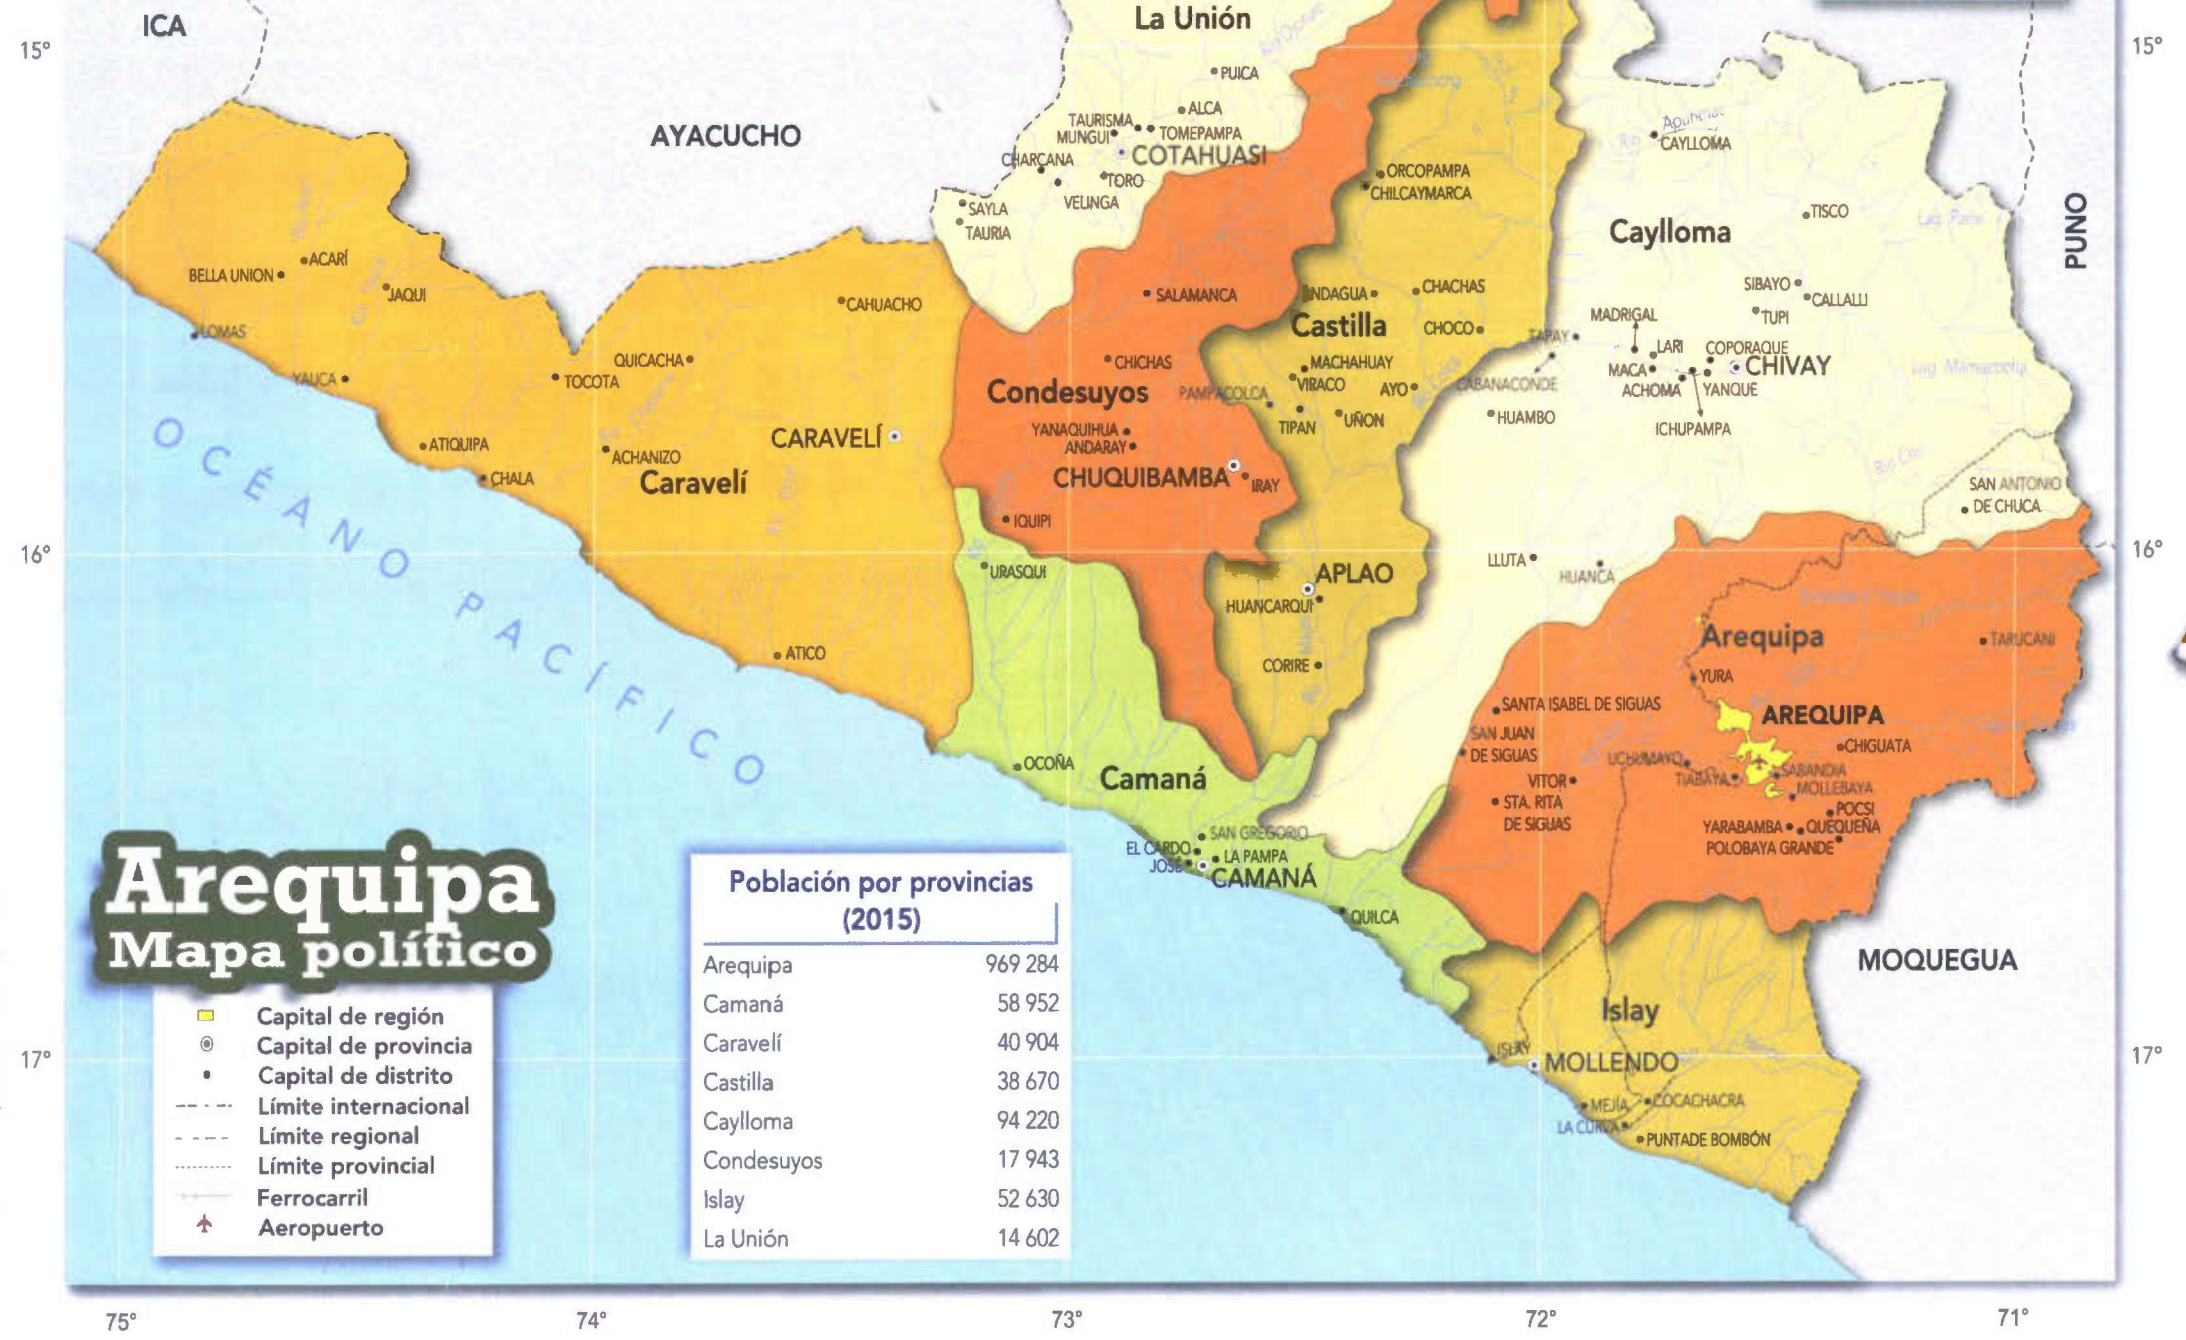 ICA
La Unión
15°
15°
PUICA
ALCA
TAURISMA
MUNGUI
TOMEPAMPA
AYACUCHO
COTAHUASI
CHARCANA
TORO
VELINGA
SAYLA
TAURIA
CAYLLOMA
ORCOPAMPA
CHILCAYMARCA
TISCO
Caylloma
PUNO
ACARÍ
BELLA UNION
JAQUI
LOMAS
CAHUACHO
SALAMANCA
ANDAGUA
CHACHAS
SIBAYO
CALLALLI
Castilla
CHOCO
MADRIGAL
TUPI
TAPAY
LARI
COPORAQUE
CHIVAY
MACA
ACHOMA
YANQUE
ICHUPAMPA
Lag Mamacocha
QUICACHA
CHICHAS
MACHAHUAY
VIRACO
AYO
CABANACONDE
YAUCA
TOCOTA
Condesuyos
PAMPACOLCA
TIPAN
UÑON
HUAMBO
YANAQUIHUA
ANDARAY
CARAVELÍ
ATIQUIPA
ACHANIZO
Caravelí
CHALA
CHUQUIBAMBA
IRAY
SAN ANTONIO
DE CHUCA
IQUIPI
OCÉANO PACÍFICO
16°
16°
URASQUI
APLAO
HUANCARQUI
LLUTA
HUANCA
Arequipa
TARUCANI
ATICO
CORIRE
YURA
SANTA ISABEL DE SIGUAS
AREQUIPA
SAN JUAN
DE SIGUAS
CHIGUATA
UCHUMAYO
TIABAYA
SABANDIA
MOLLEBAYA
OCOÑA
Camaná
VITOR
STA. RITA
DE SIGUAS
POCSI
YARABAMBA
QUEQUEÑA
POLOBAYA GRANDE
SAN GREGORIO
EL CARDO
LA PAMPA
JOSÉ
CAMANÁ
QUILCA
MOQUEGUA
Islay
ISLAY
MOLLENDO
MEJÍA
COCACHACRA
LA CURVA
PUNTADE BOMBÓN
17°
17°
Arequipa
Mapa político
Capital de región
Capital de provincia
Capital de distrito
Límite internacional
Límite regional
Límite provincial
Ferrocarril
Aeropuerto
Población por provincias
(2015)
Arequipa 969 284
Camaná 58 952
Caravelí 40 904
Castilla 38 670
Caylloma 94 220
Condesuyos 17 943
Islay 52 630
La Unión 14 602
75°
74°
73°
72°
71°